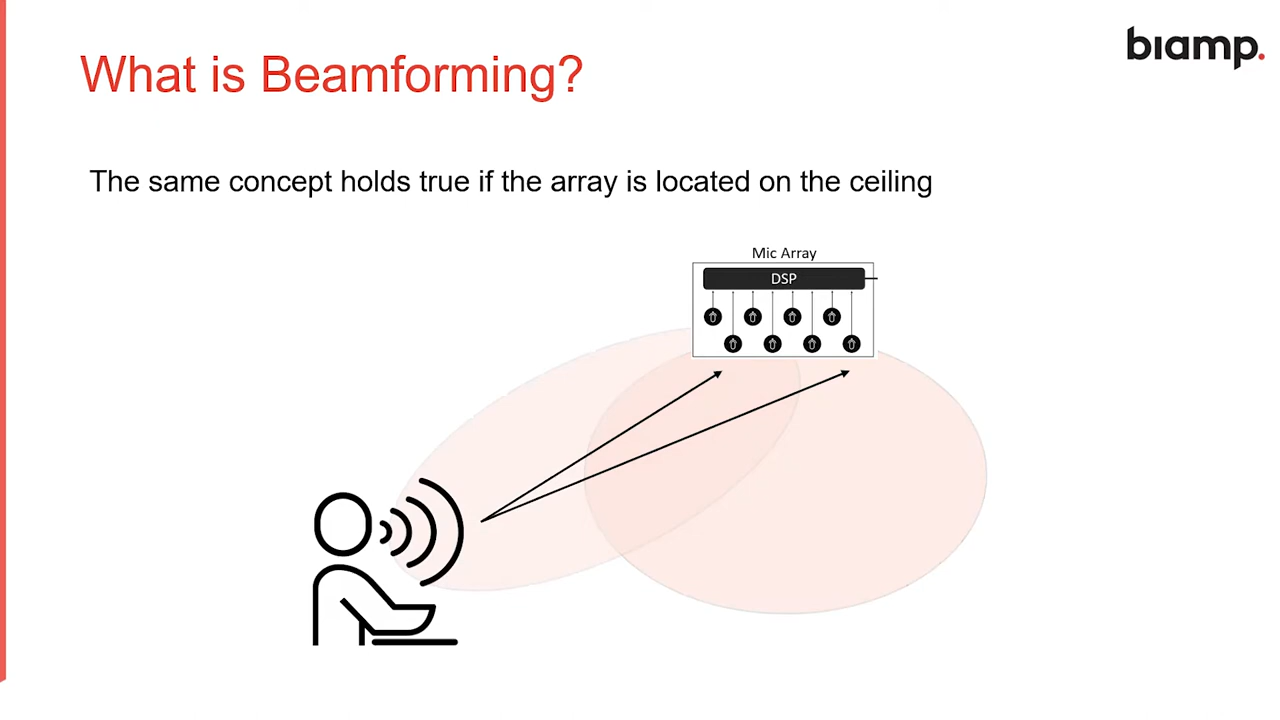 biamp.
What is Beamforming?
The same concept holds true if the array is located on the ceiling
Mic Array
DSP